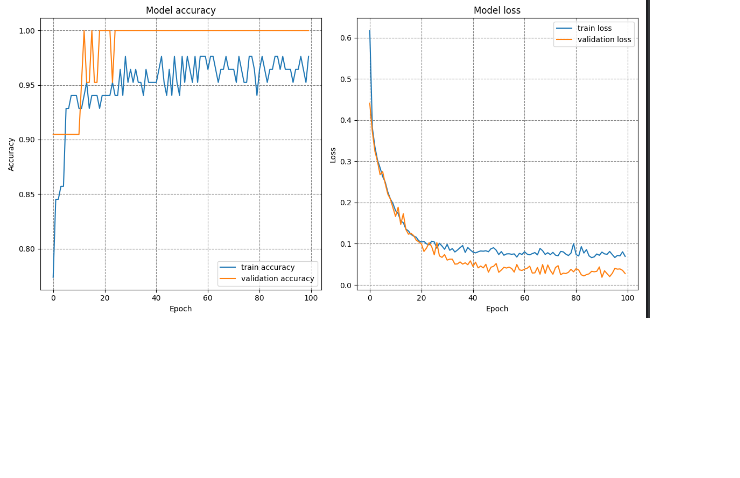 Model accuracy
1.00
0.95
0.90
0.85
0.80
Accuracy
0
20
40
60
80
100
Epoch
train accuracy
validation accuracy
Model loss
0.6
0.5
0.4
0.3
0.2
0.1
0.0
Loss
0
20
40
60
80
100
Epoch
train loss
validation loss